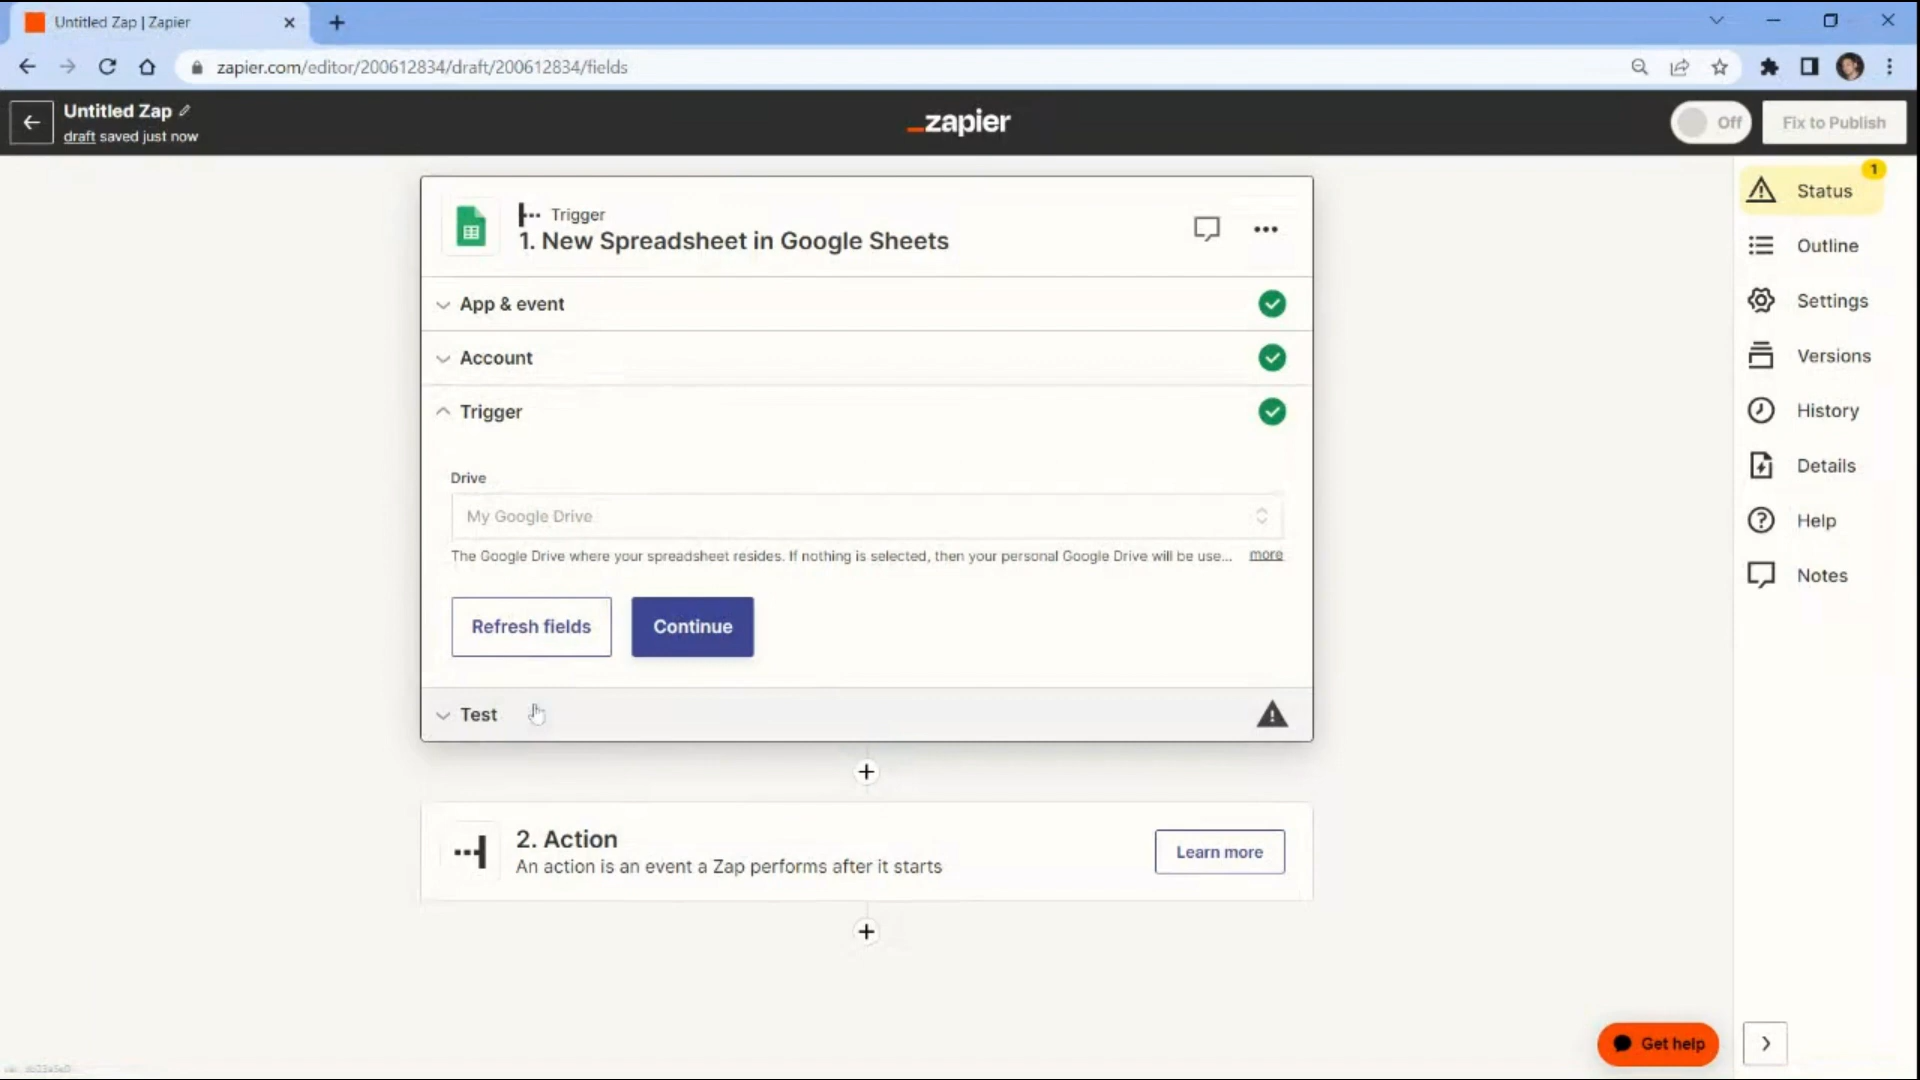 Untitled Zap | Zapier
zapier.com/editor/200612834/draft/200612834/fields
Untitled Zap
draft saved just now
_zapier
Off
Fix to Publish
Trigger
1. New Spreadsheet in Google Sheets
App & event
Account
Trigger
Drive
My Google Drive
The Google Drive where your spreadsheet resides. If nothing is selected, then your personal Google Drive will be use... more
Refresh fields
Continue
Test
2. Action
An action is an event a Zap performs after it starts
Learn more
1
Status
Outline
Settings
Versions
History
Details
Help
Notes
Get help